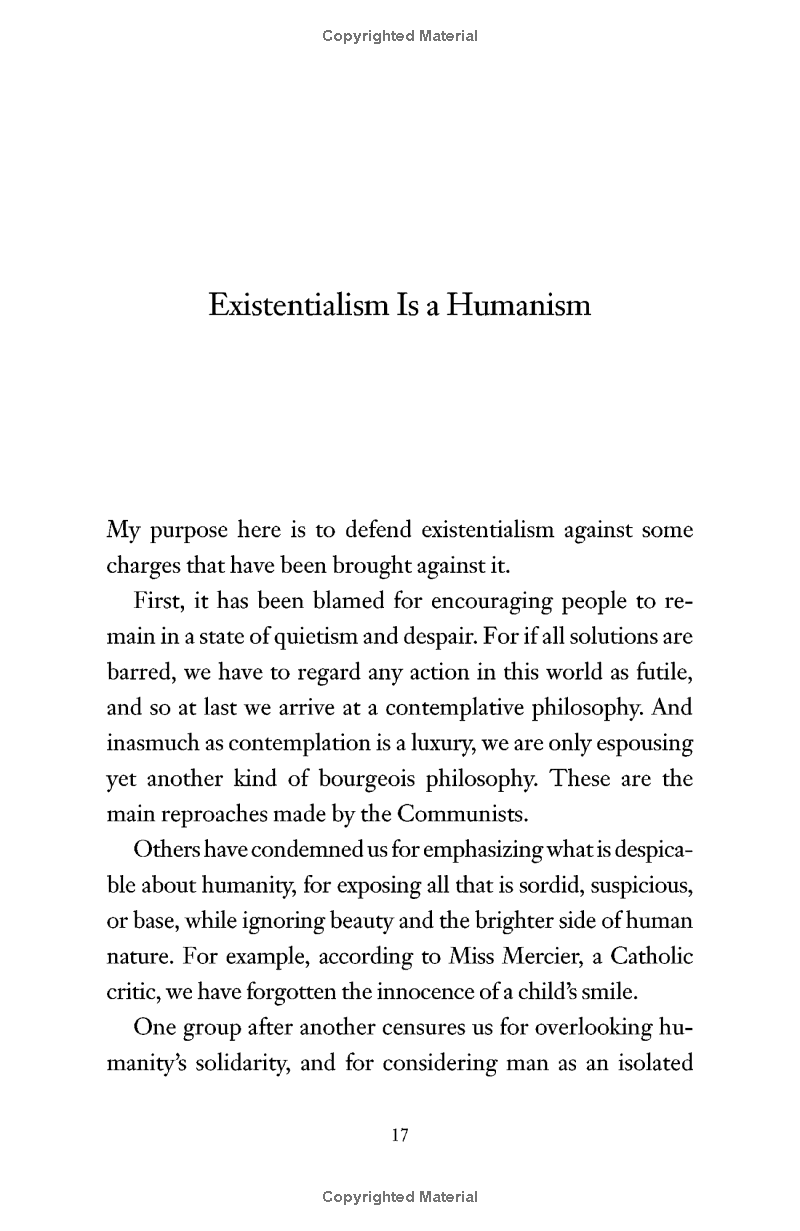 Copyrighted Material
Existentialism Is a Humanism
My purpose here is to defend existentialism against some
charges that have been brought against it.
First, it has been blamed for encouraging people to re-
main in a state of quietism and despair. For if all solutions are
barred, we have to regard any action in this world as futile,
and so at last we arrive at a contemplative philosophy. And
inasmuch as contemplation is a luxury, we are only espousing
yet another kind of bourgeois philosophy. These are the
main reproaches made by the Communists.
Others have condemned us for emphasizing what is despica-
ble about humanity, for exposing all that is sordid, suspicious,
or base, while ignoring beauty and the brighter side of human
nature. For example, according to Miss Mercier, a Catholic
critic, we have forgotten the innocence of a child’s smile.
One group after another censures us for overlooking hu-
manity’s solidarity, and for considering man as an isolated
17
Copyrighted Material